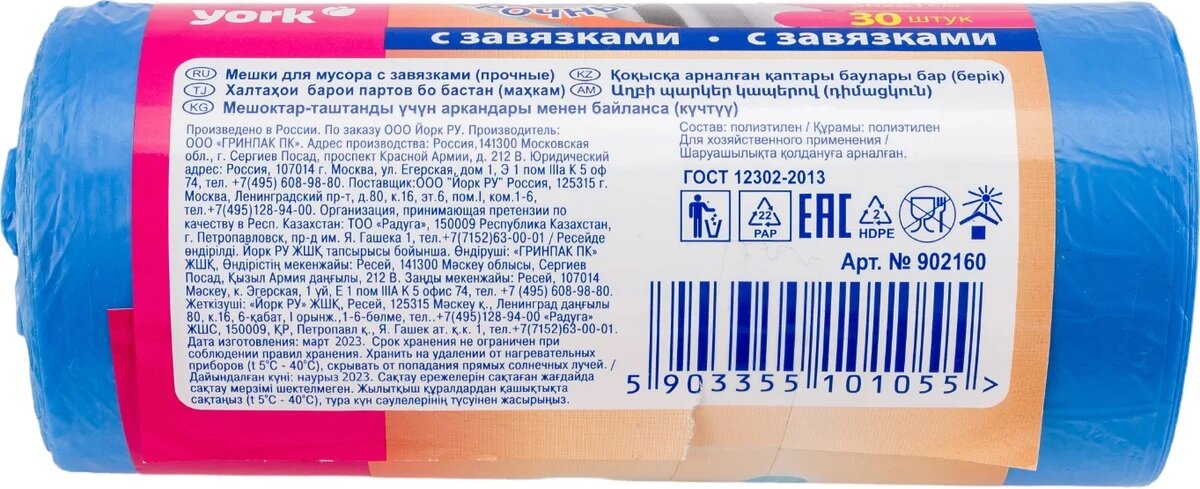 york
30 штук
с завязками • с завязками
RU Мешки для мусора с завязками (прочные) KZ Қоқысқа арналған қаптары баулары бар (берік)
TJ Халтаҳои барои партов бо бастан (маҳкам) AM Աղբի պարկեր կապերով (դիմացկուն)
KG Мешоктар-таштанды үчүн аркандары менен байланса (күчтүү)
Произведено в России. По заказу ООО Йорк РУ. Производитель:
ООО «ГРИНПАК ПК». Адрес производства: Россия,141300 Московская
обл., г. Сергиев Посад, проспект Красной Армии, д. 212 В. Юридический
адрес: Россия, 107014 г. Москва, ул. Егерская, дом 1, Э 1 пом IIIа К 5 оф
74, тел. +7(495) 608-98-80. Поставщик:ООО "Йорк РУ" Россия, 125315 г.
Москва, Ленинградский пр-т, д.80, к.16, эт.6, пом.I, ком.1-6,
тел.+7(495)128-94-00. Организация, принимающая претензии по
качеству в Респ. Казахстан: ТОО «Радуга», 150009 Республика Казахстан,
г. Петропавловск, пр-д им. Я. Гашека 1, тел.+7(7152)63-00-01 / Ресейде
өндірілді. Йорк РУ ЖШҚ тапсырысы бойынша. Өндіруші: «ГРИНПАК ПК»
ЖШҚ, Өндірістің мекенжайы: Ресей, 141300 Мәскеу облысы, Сергиев
Посад, Қызыл Армия даңғылы, 212 В. Заңды мекенжайы: Ресей, 107014
Мәскеу, к. Эгерская, 1 үй, Е 1 пом IIIА К 5 офис 74, тел. +7 (495) 608-98-80.
Жеткізуші: «Йорк РУ» ЖШҚ, Ресей, 125315 Мәскеу қ., Ленинград даңғылы
80, к.16, 6-қабат, I орынж.,1-6-бөлме, тел..+7(495)128-94-00 «Радуга»
ЖШС, 150009, ҚР, Петропавл қ., Я. Гашек ат. қ.к. 1, тел.+7(7152)63-00-01.
Дата изготовления: март 2023. Срок хранения не ограничен при
соблюдении правил хранения. Хранить на удалении от нагревательных
приборов (t 5°С - 40°С), скрывать от попадания прямых солнечных лучей. /
Дайындалған күні: наурыз 2023. Сақтау ережелерін сақтаған жағдайда
сақтау мерзімі шектелмеген. Жылытқыш құралдардан қашықтықта
сақтаңыз (t 5°С - 40°С), тура күн сәулелерінің түсуінен жасырыңыз.
Состав: полиэтилен / Құрамы: полиэтилен
Для хозяйственного применения /
Шаруашылықта қолдануға арналған.
ГОСТ 12302-2013
22
PAP
EAC
2
HDPE
Арт. № 902160
5 903355 101055 >